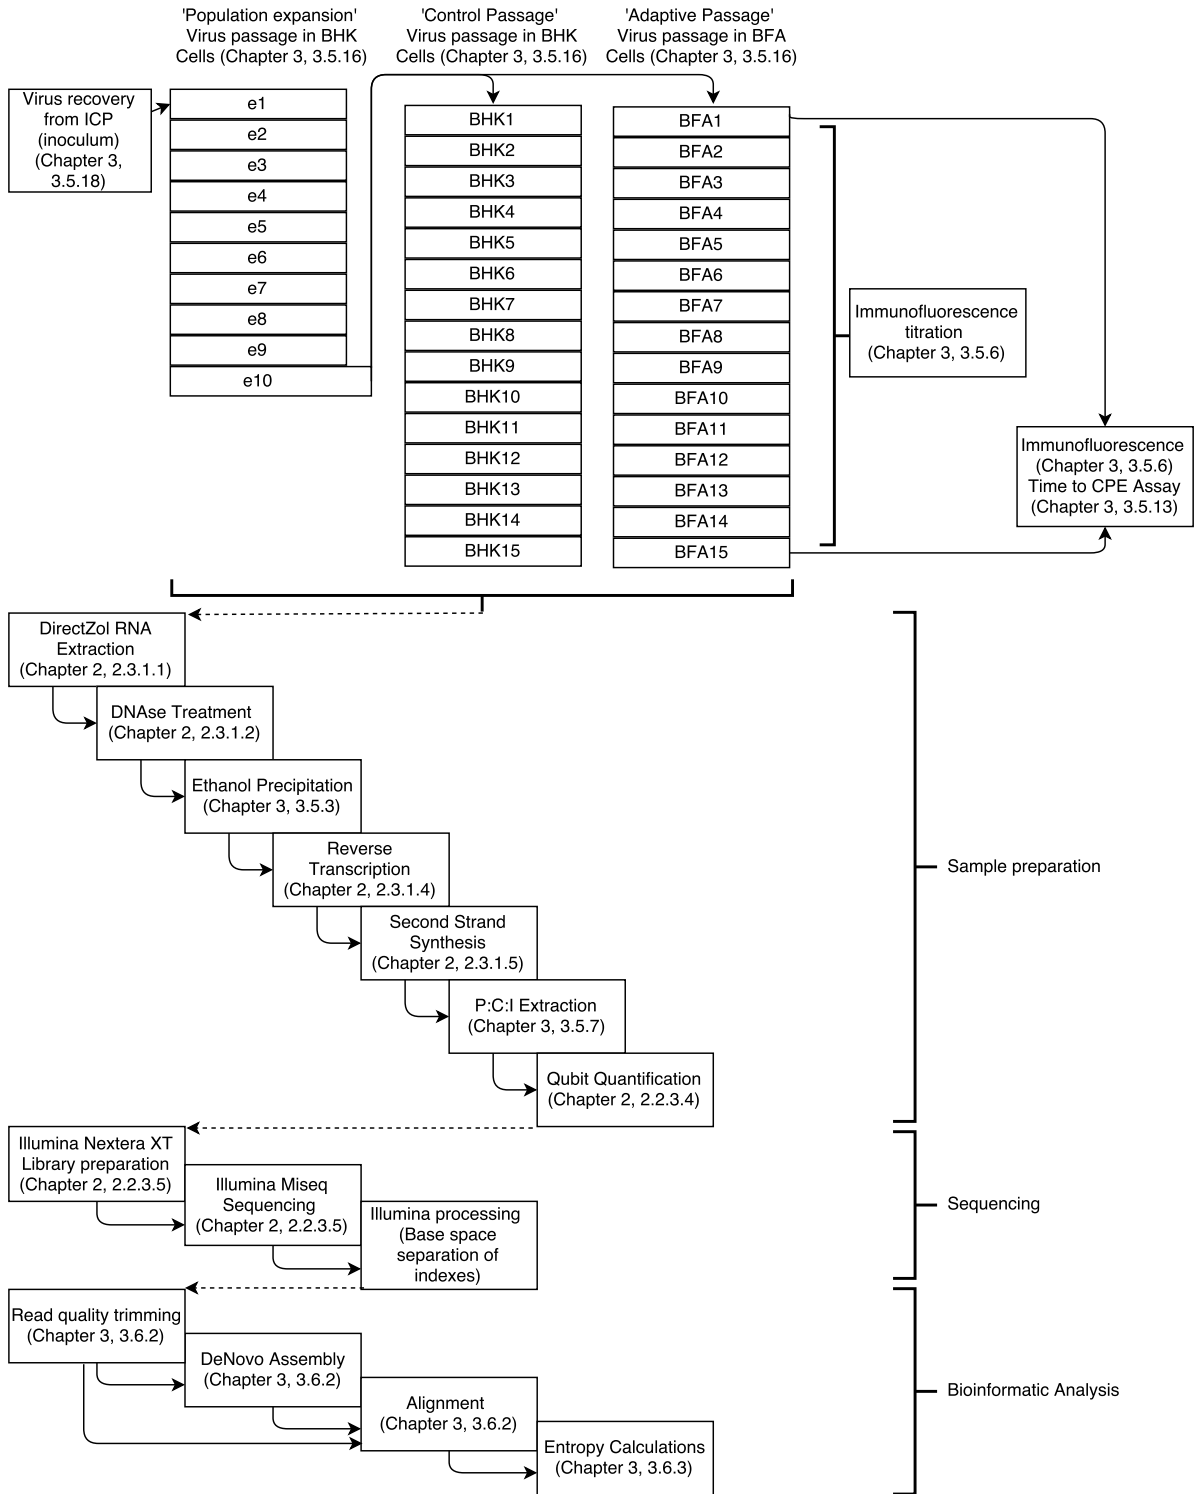 'Population expansion'
Virus passage in BHK
Cells (Chapter 3, 3.5.16)
'Control Passage'
Virus passage in BHK
Cells (Chapter 3, 3.5.16)
'Adaptive Passage'
Virus passage in BFA
Cells (Chapter 3, 3.5.16)
Virus recovery
from ICP
(inoculum)
(Chapter 3,
3.5.18)
e1
e2
e3
e4
e5
e6
e7
e8
e9
e10
BHK1
BHK2
BHK3
BHK4
BHK5
BHK6
BHK7
BHK8
BHK9
BHK10
BHK11
BHK12
BHK13
BHK14
BHK15
BFA1
BFA2
BFA3
BFA4
BFA5
BFA6
BFA7
BFA8
BFA9
BFA10
BFA11
BFA12
BFA13
BFA14
BFA15
Immunofluorescence
titration
(Chapter 3, 3.5.6)
Immunofluorescence
(Chapter 3, 3.5.6)
Time to CPE Assay
(Chapter 3, 3.5.13)
DirectZol RNA
Extraction
(Chapter 2, 2.3.1.1)
DNAse Treatment
(Chapter 2, 2.3.1.2)
Ethanol Precipitation
(Chapter 3, 3.5.3)
Reverse
Transcription
(Chapter 2, 2.3.1.4)
Second Strand
Synthesis
(Chapter 2, 2.3.1.5)
P:C:I Extraction
(Chapter 3, 3.5.7)
Qubit Quantification
(Chapter 2, 2.2.3.4)
Sample preparation
Illumina Nextera XT
Library preparation
(Chapter 2, 2.2.3.5)
Illumina Miseq
Sequencing
(Chapter 2, 2.2.3.5)
Illumina processing
(Base space
separation of
indexes)
Sequencing
Read quality trimming
(Chapter 3, 3.6.2)
DeNovo Assembly
(Chapter 3, 3.6.2)
Alignment
(Chapter 3, 3.6.2)
Entropy Calculations
(Chapter 3, 3.6.3)
Bioinformatic Analysis